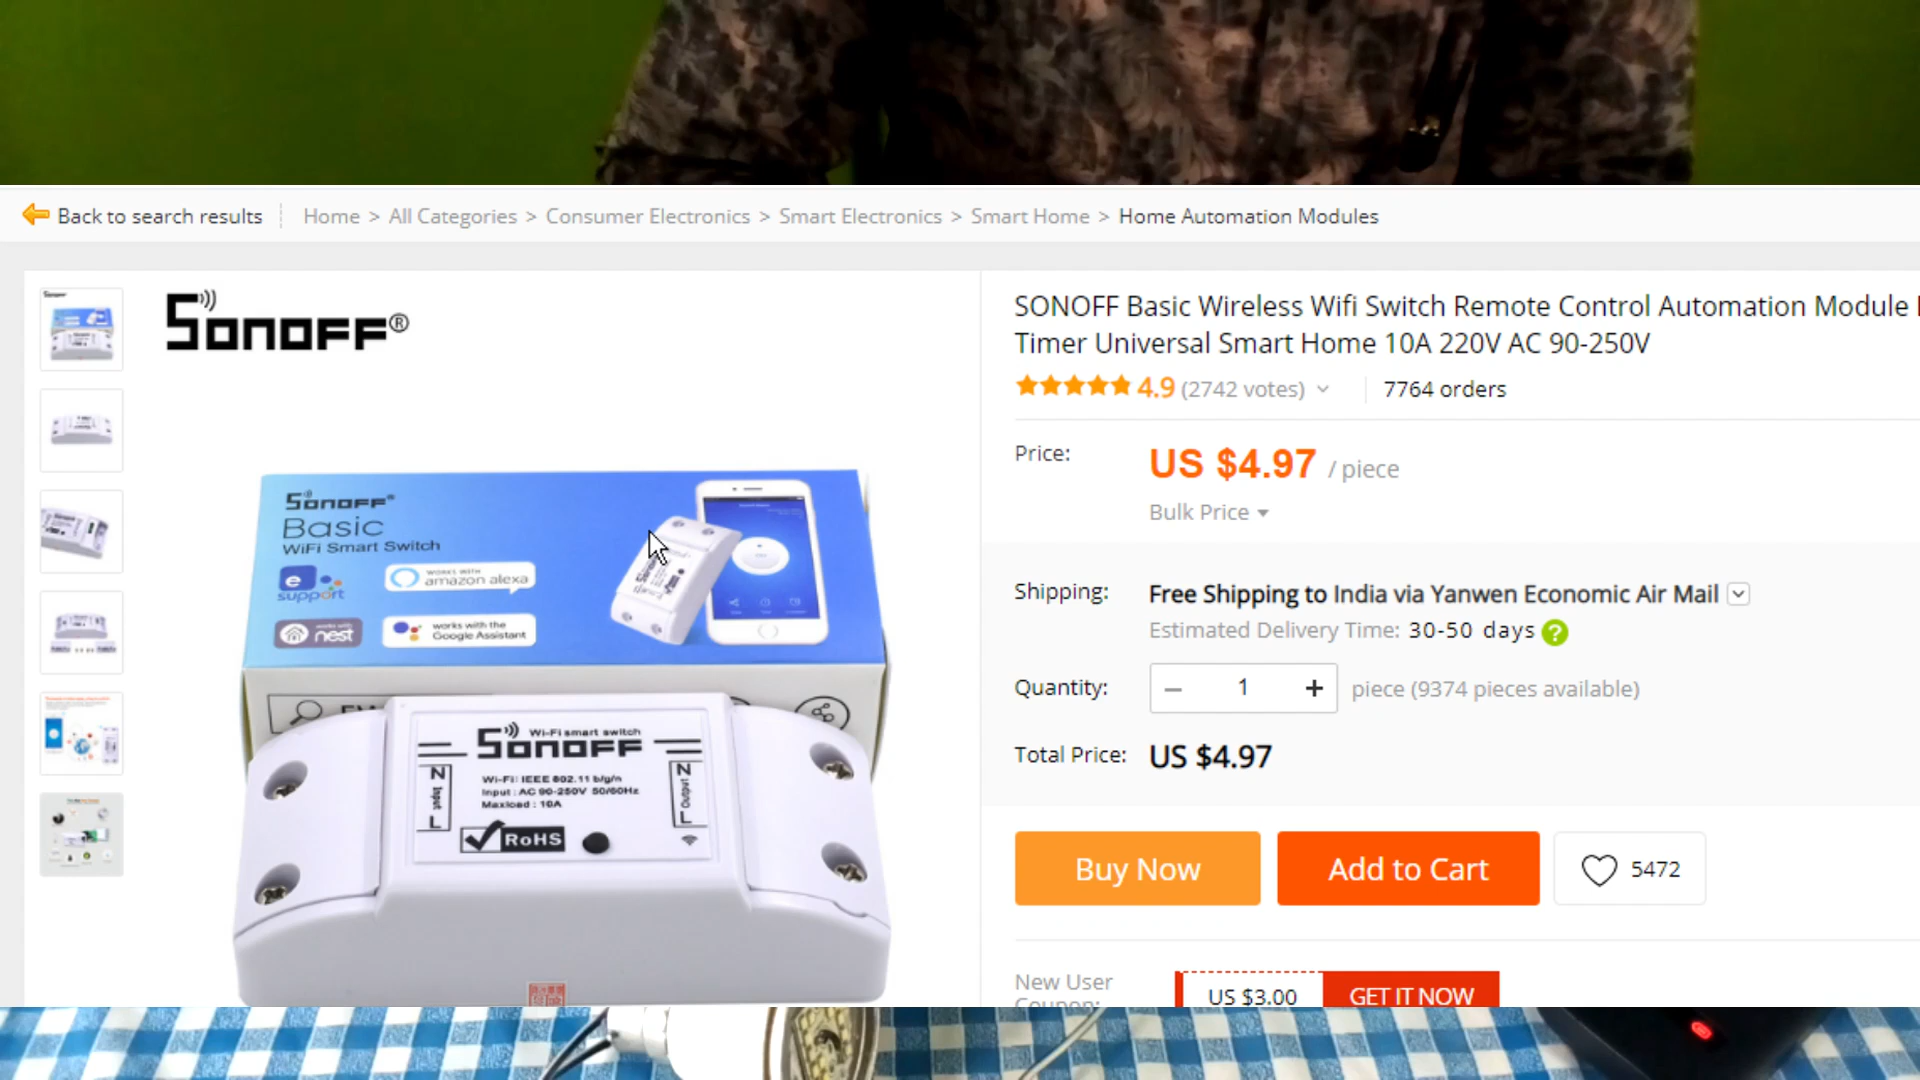 Back to search results
Home > All Categories > Consumer Electronics > Smart Electronics > Smart Home > Home Automation Modules
SONOFF®
SONOFF Basic Wireless Wifi Switch Remote Control Automation Module
Timer Universal Smart Home 10A 220V AC 90-250V
4.9 (2742 votes)
7764 orders
Price:
US $4.97 / piece
Bulk Price
Shipping:
Free Shipping to India via Yanwen Economic Air Mail
Estimated Delivery Time: 30-50 days
?
Quantity:
− 1 + piece (9374 pieces available)
Total Price:
US $4.97
Buy Now
Add to Cart
5472
New User
Coupon:
US $3.00
GET IT NOW
SONOFF®
Basic
WiFi Smart Switch
e
support
WORKS WITH
amazon alexa
works with
nest
works with the
Google Assistant
Wi-Fi smart switch
SONOFF
Wi-Fi: IEEE 802.11 b/g/n
Input : AC 90-250V 50/60Hz
Maxload : 10A
RoHS
N
Input
L
N
Output
L